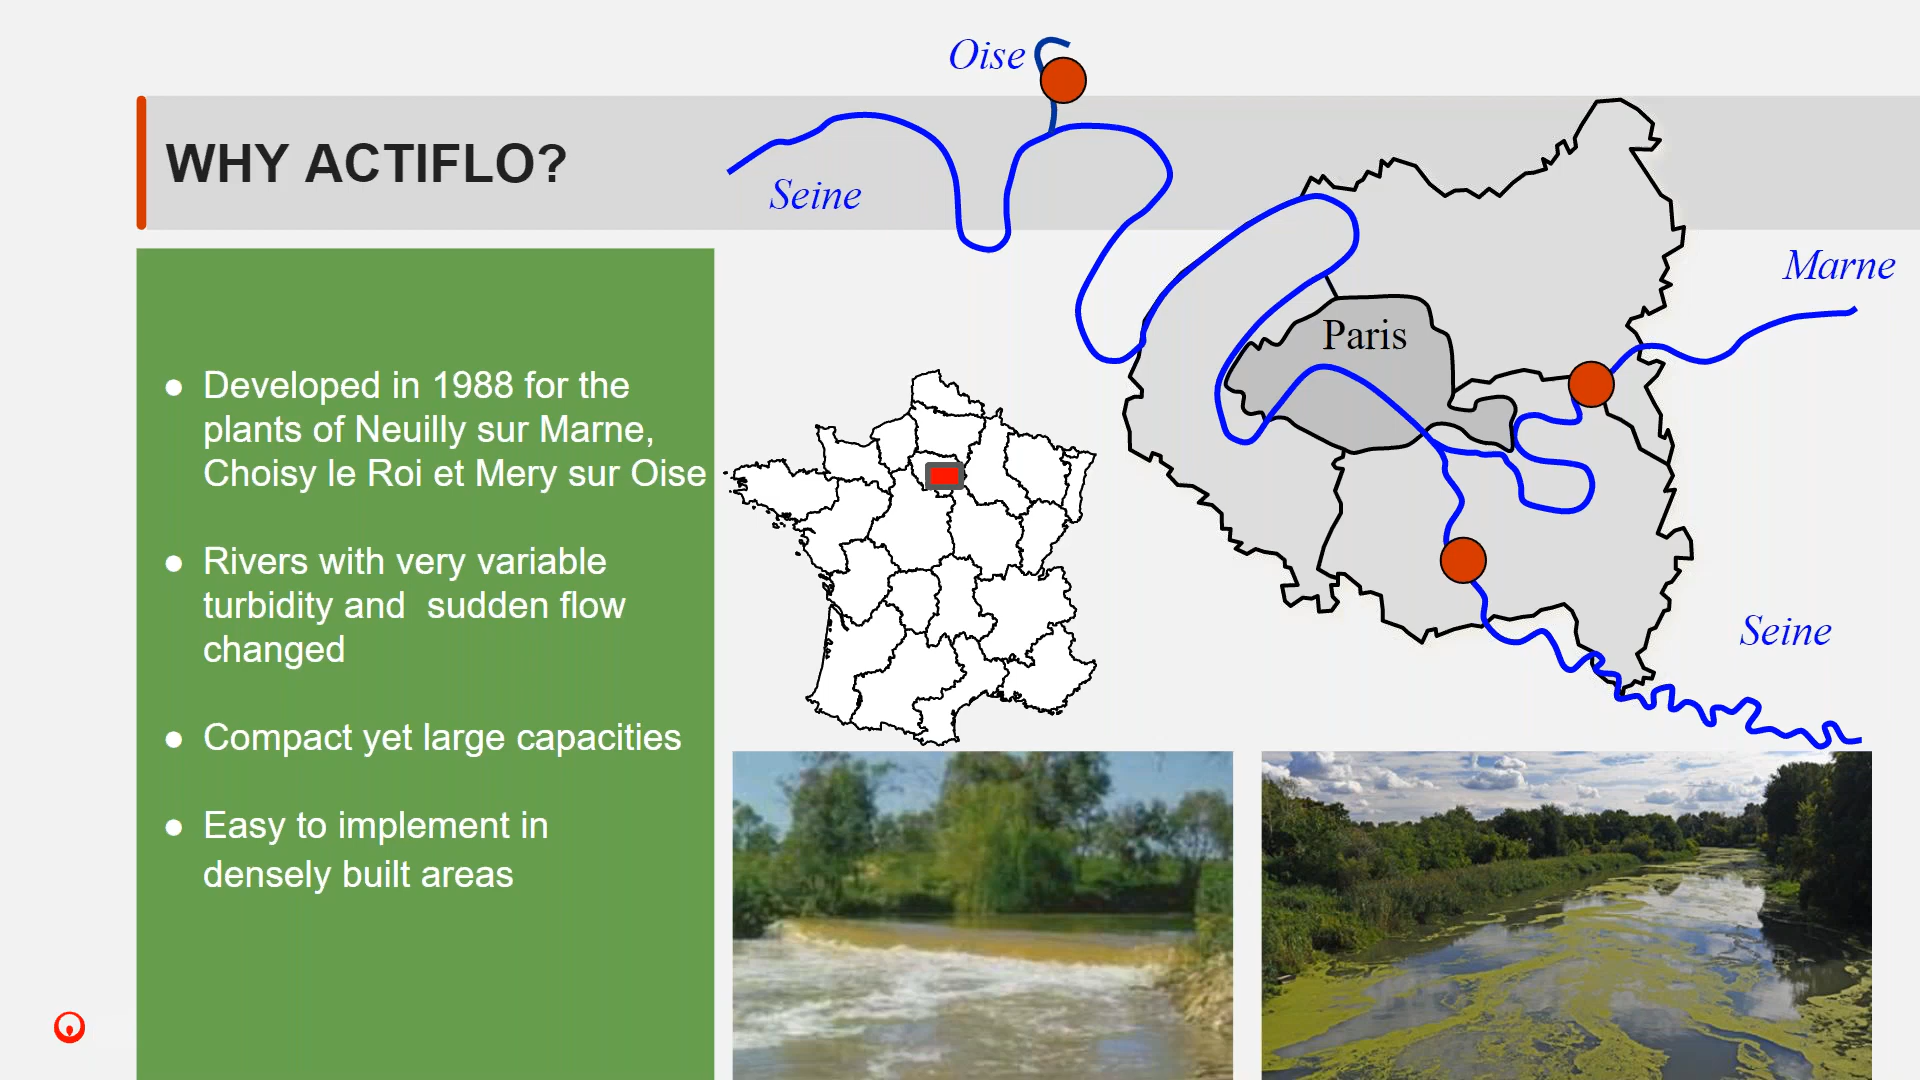 Oise
WHY ACTIFLO?
Seine
Marne
Paris
● Developed in 1988 for the
plants of Neuilly sur Marne,
Choisy le Roi et Mery sur Oise
● Rivers with very variable
turbidity and  sudden flow
changed
Seine
● Compact yet large capacities
● Easy to implement in
densely built areas